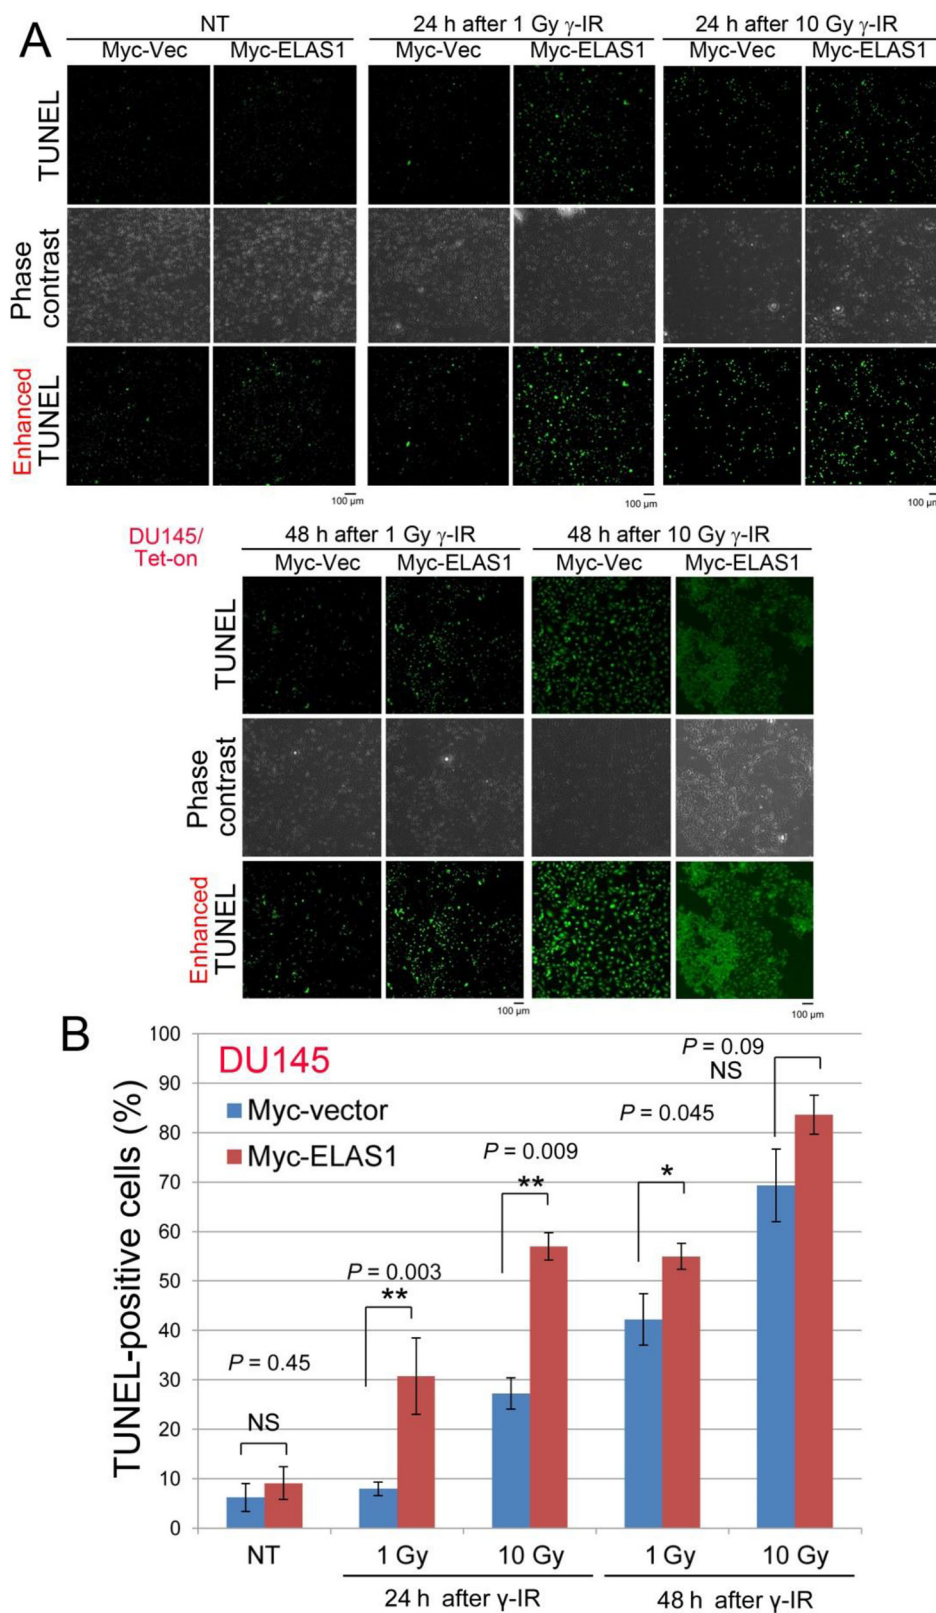 A
NT
24 h after 1 Gy γ-IR
24 h after 10 Gy γ-IR
Myc-Vec
Myc-ELAS1
Myc-Vec
Myc-ELAS1
Myc-Vec
Myc-ELAS1
TUNEL
Phase
contrast
Enhanced
TUNEL
100 µm
100 µm
100 µm
DU145/
Tet-on
48 h after 1 Gy γ-IR
48 h after 10 Gy γ-IR
Myc-Vec
Myc-ELAS1
Myc-Vec
Myc-ELAS1
TUNEL
Phase
contrast
Enhanced
TUNEL
100 µm
100 µm
B
TUNEL-positive cells (%)
100
90
80
70
60
50
40
30
20
10
0
DU145
Myc-vector
Myc-ELAS1
P = 0.45
NS
P = 0.003
**
P = 0.009
**
P = 0.045
*
P = 0.09
NS
NT
1 Gy
10 Gy
1 Gy
10 Gy
24 h after γ-IR
48 h after γ-IR